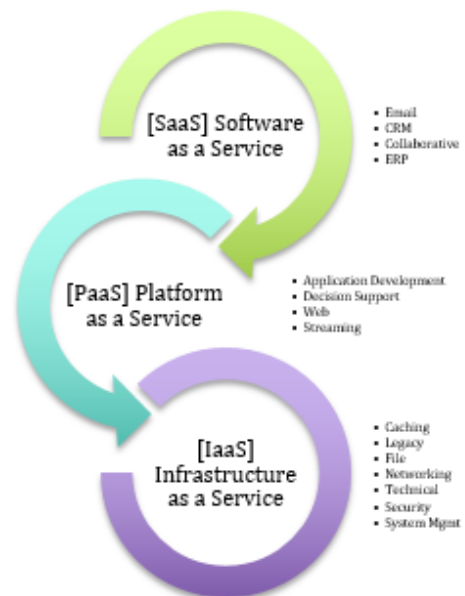 [SaaS] Software
as a Service
▪ Email
▪ CRM
▪ Collaborative
▪ ERP
[PaaS] Platform
as a Service
▪ Application Development
▪ Decision Support
▪ Web
▪ Streaming
[IaaS]
Infrastructure
as a Service
▪ Caching
▪ Legacy
▪ File
▪ Networking
▪ Technical
▪ Security
▪ System Mgmt